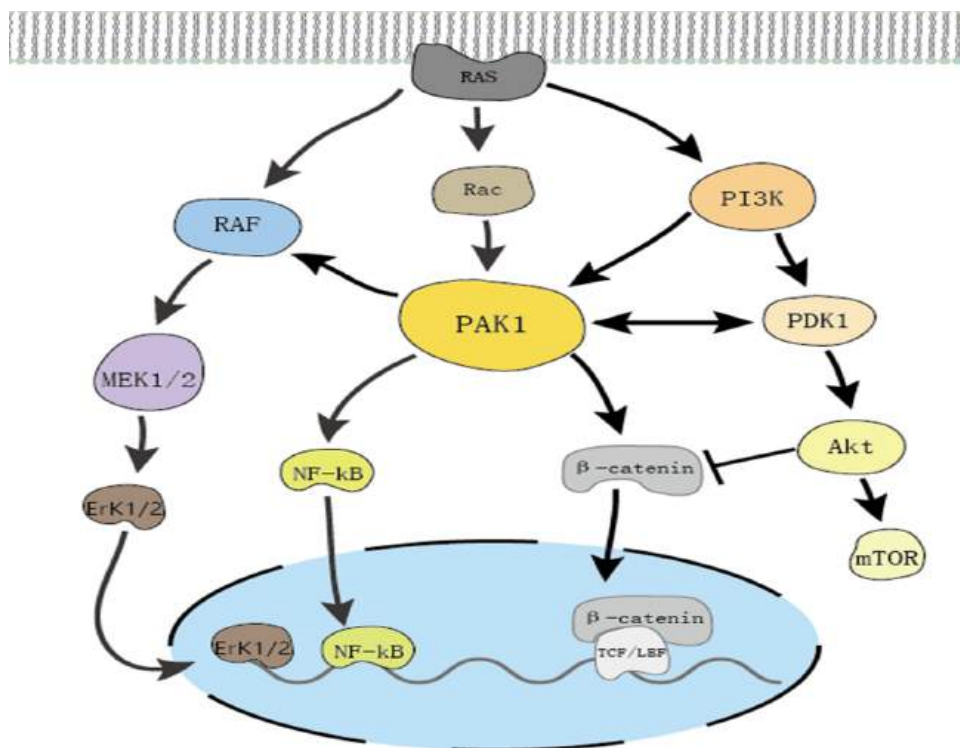 RAS
Rac
PI3K
RAF
PAK1
PDK1
MEK1/2
Akt
NF-kB
β-catenin
ErK1/2
mTOR
β-catenin
ErK1/2
NF-kB
TCF/LEF